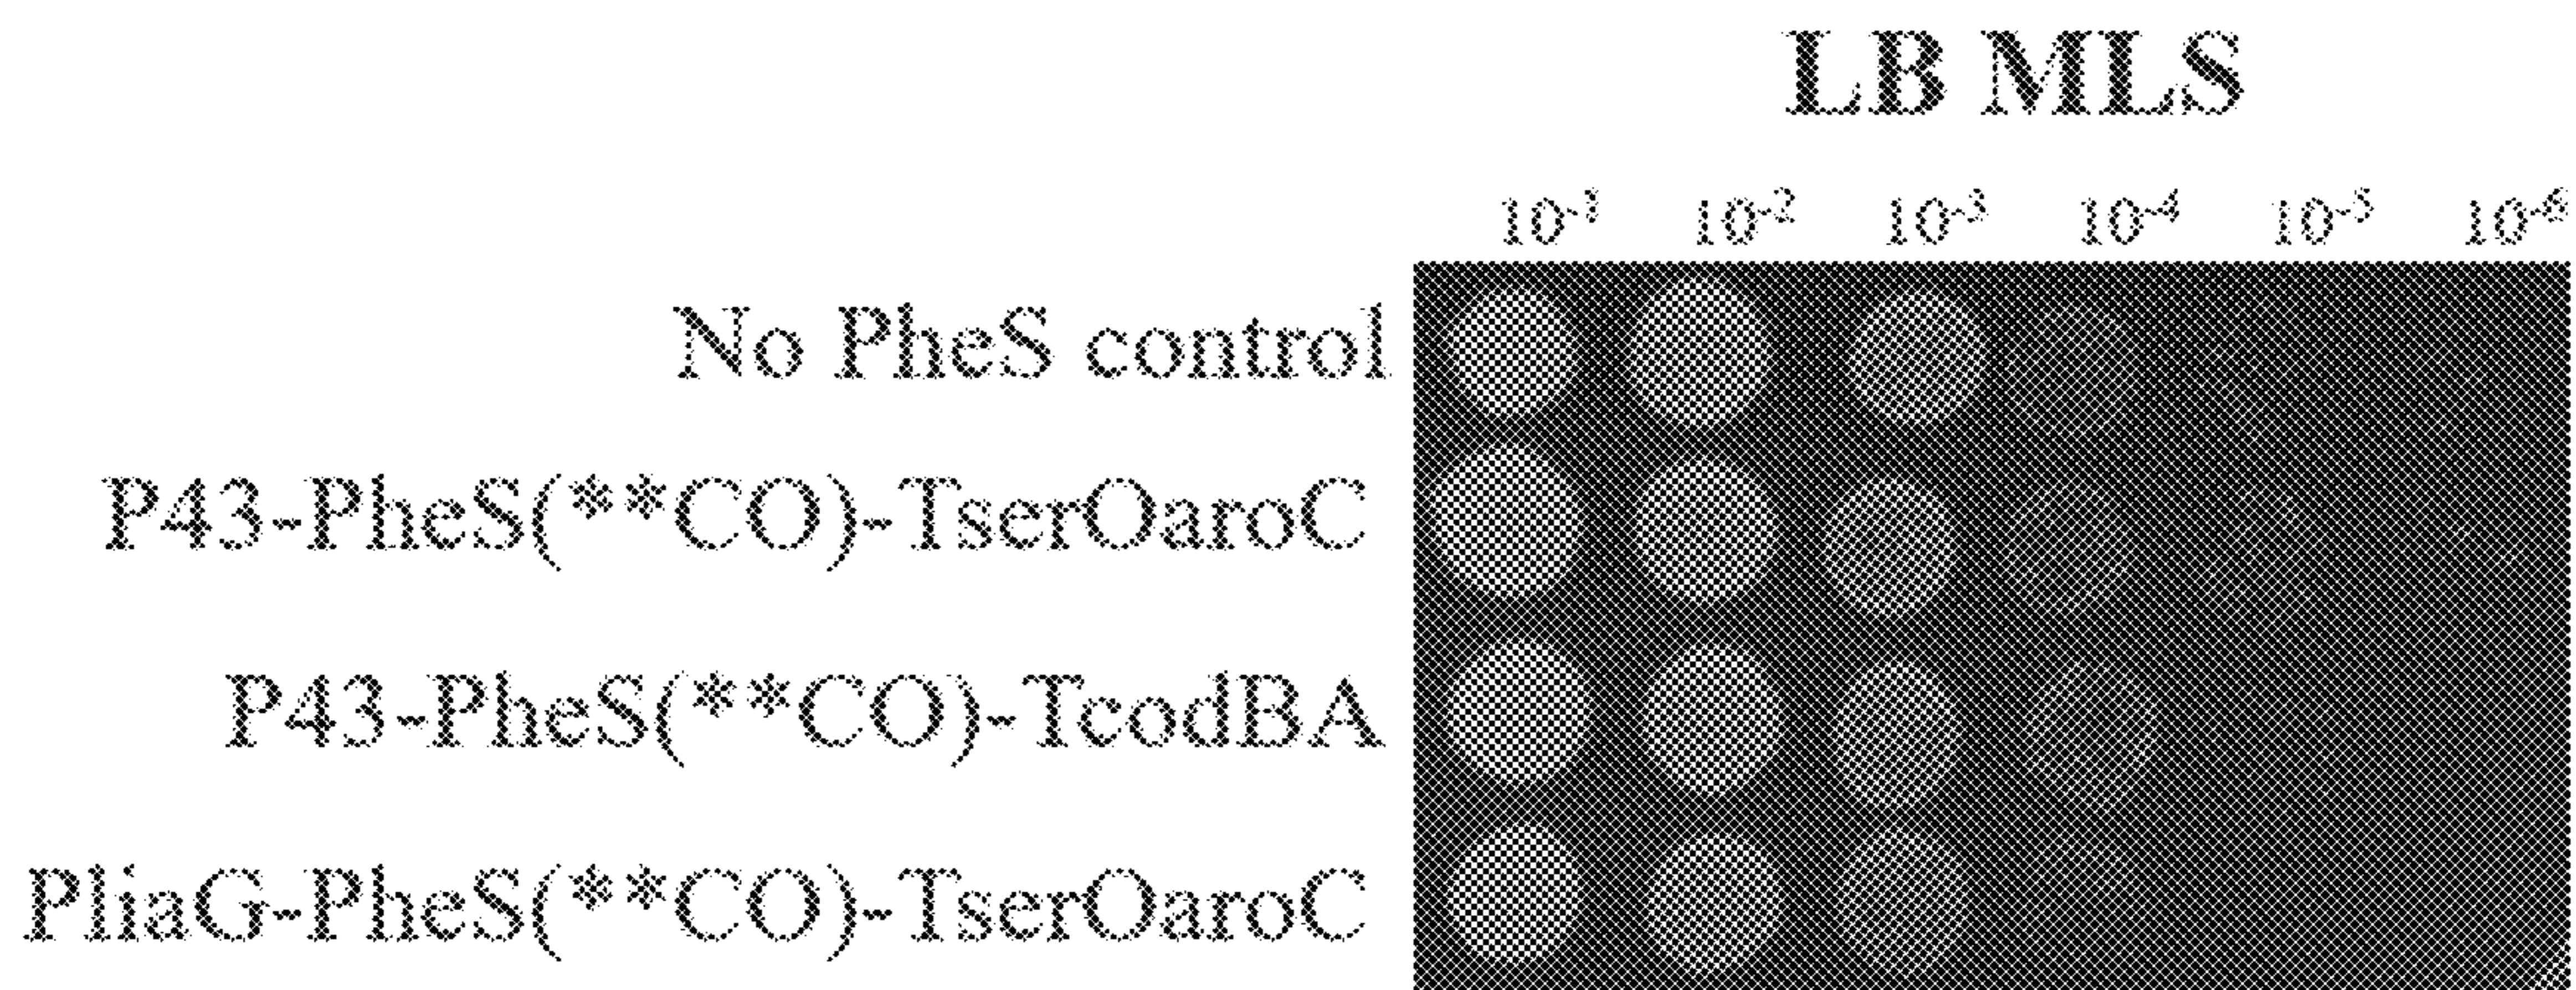 LB MLS
10⁻¹ 10⁻² 10⁻³ 10⁻⁴ 10⁻⁵ 10⁻⁶
No PheS control
P43-PheS(**CO)-TserOaroC
P43-PheS(**CO)-TcodBA
PliaG-PheS(**CO)-TserOaroC